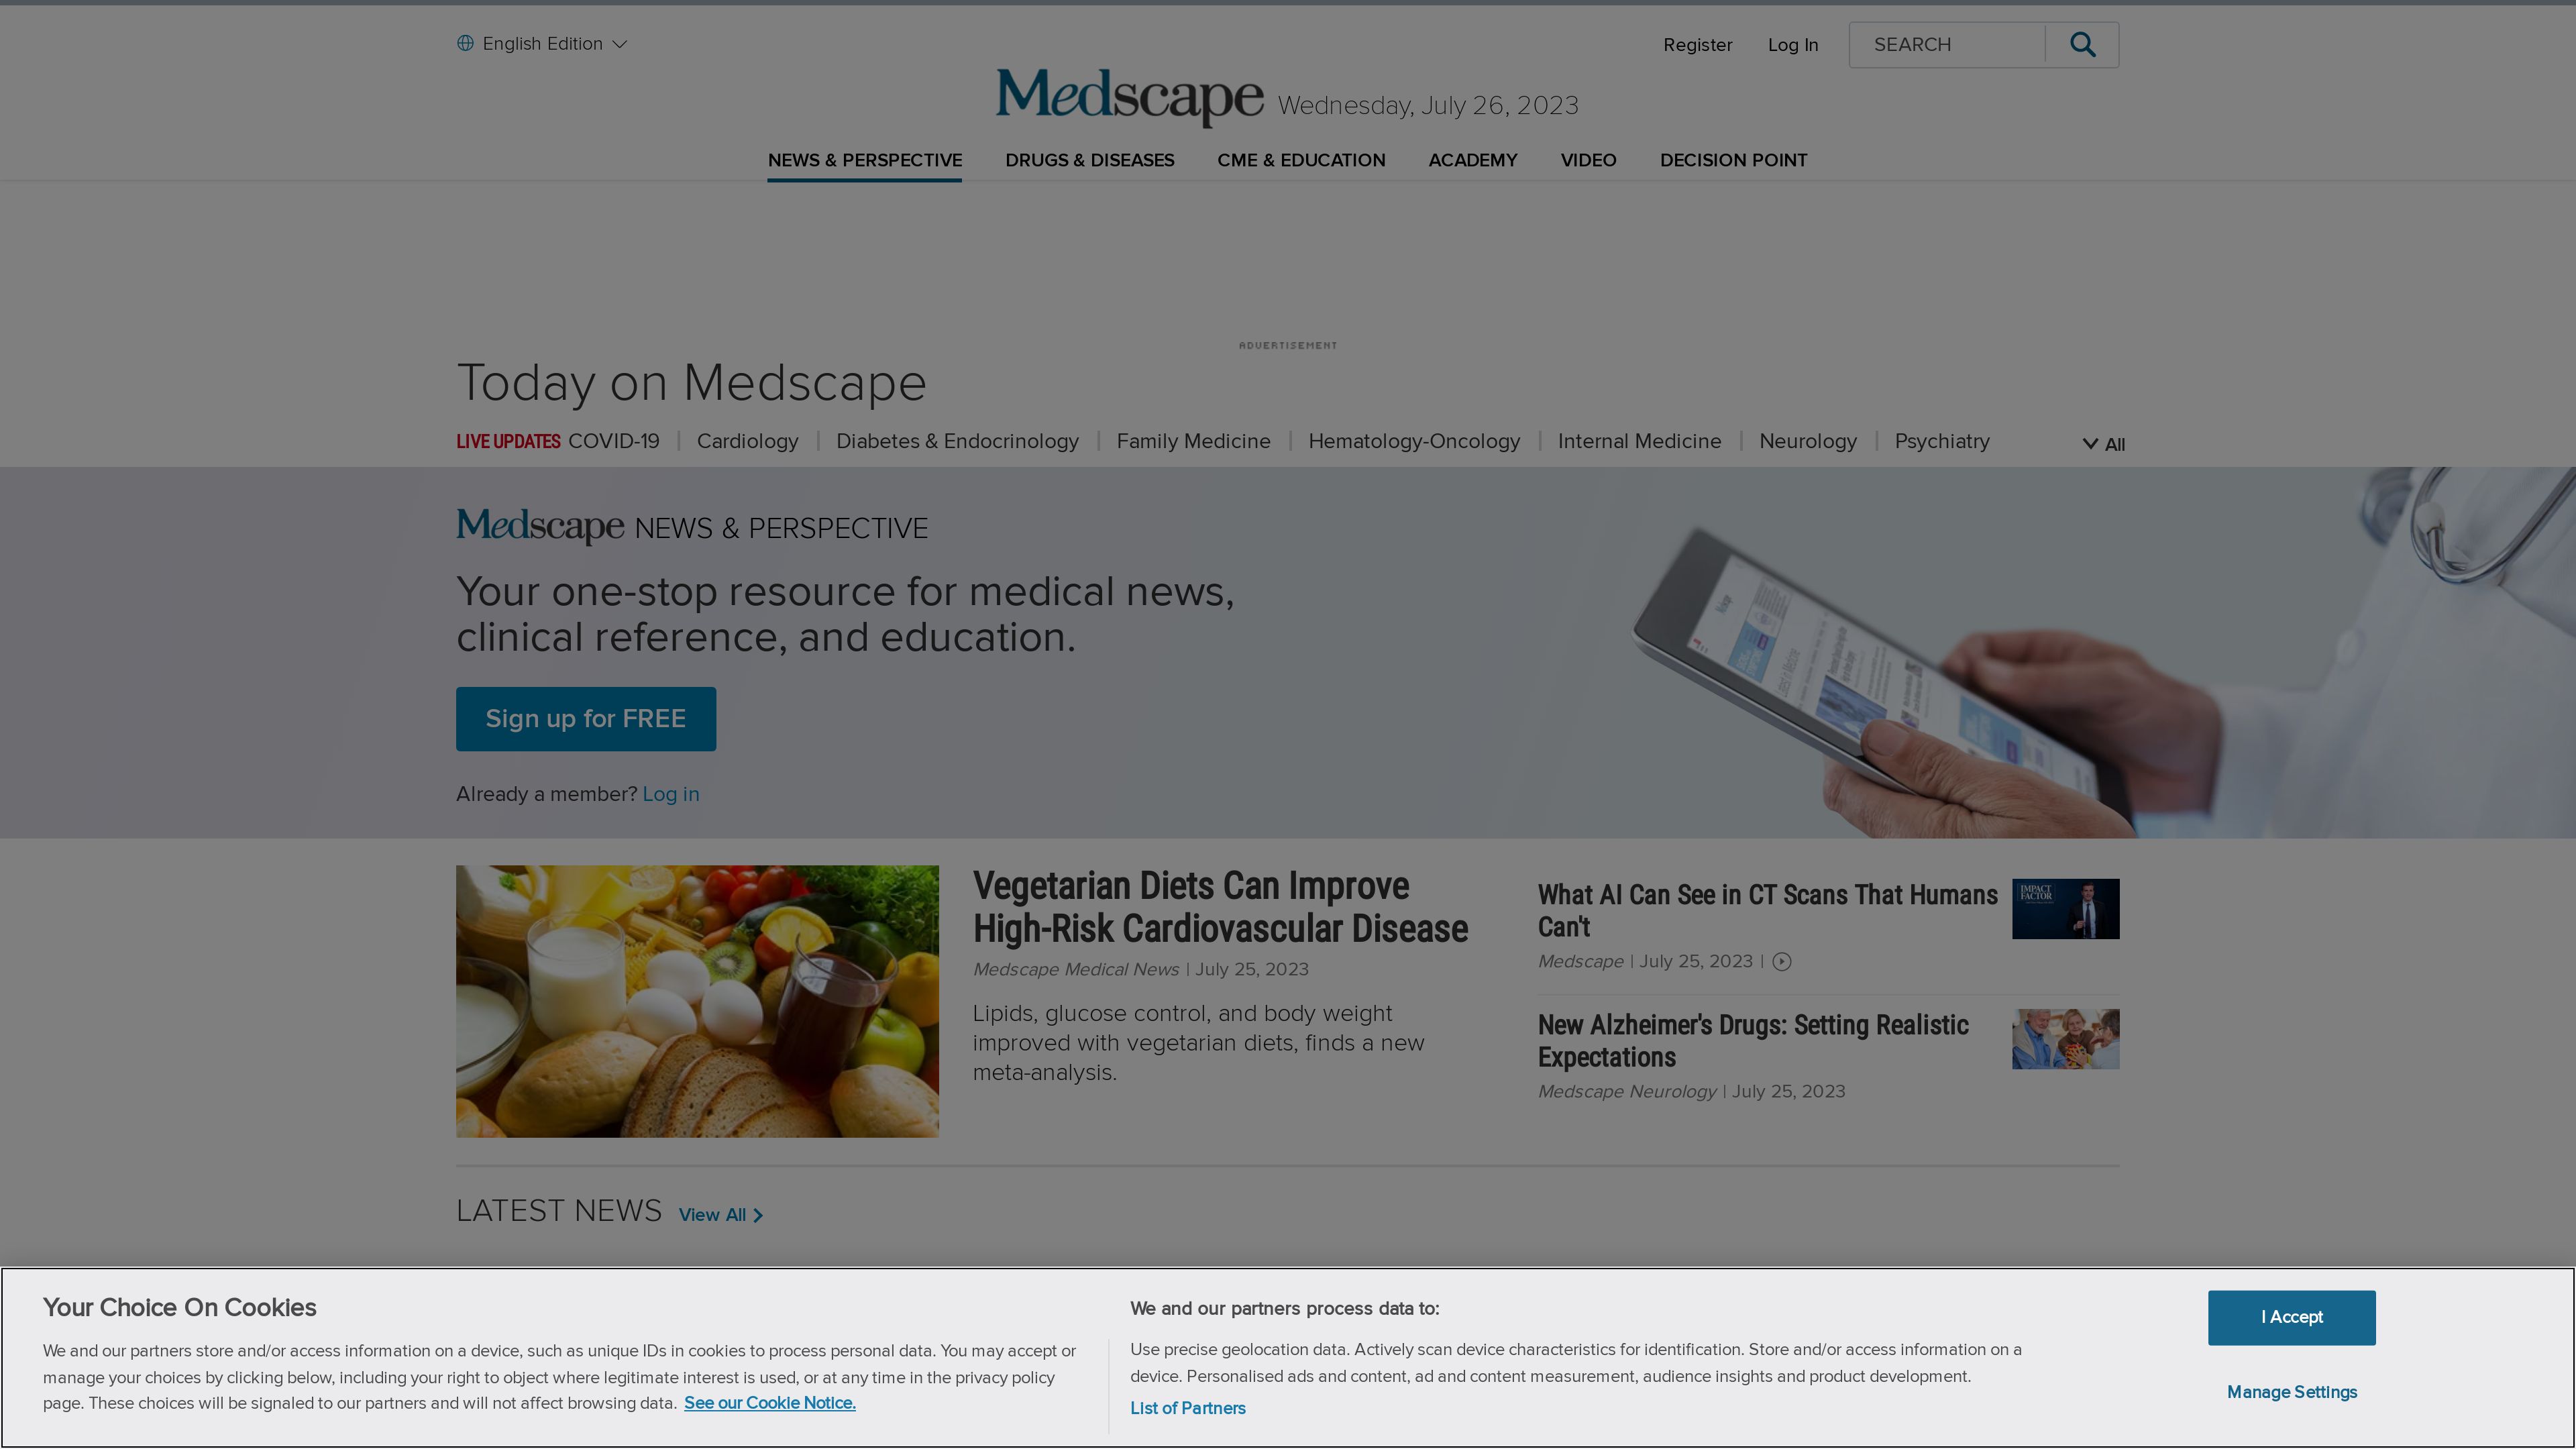 English Edition
Register
Log In
SEARCH
Medscape
Wednesday, July 26, 2023
NEWS & PERSPECTIVE
DRUGS & DISEASES
CME & EDUCATION
ACADEMY
VIDEO
DECISION POINT
ADVERTISEMENT
Today on Medscape
LIVE UPDATES COVID-19
Cardiology
Diabetes & Endocrinology
Family Medicine
Hematology-Oncology
Internal Medicine
Neurology
Psychiatry
All
Medscape NEWS & PERSPECTIVE
Your one-stop resource for medical news,
clinical reference, and education.
Sign up for FREE
Already a member? Log in
Vegetarian Diets Can Improve
High-Risk Cardiovascular Disease
Medscape Medical News | July 25, 2023
Lipids, glucose control, and body weight
improved with vegetarian diets, finds a new
meta-analysis.
What AI Can See in CT Scans That Humans
Can't
Medscape | July 25, 2023 |
IMPACT
FACTOR
New Alzheimer's Drugs: Setting Realistic
Expectations
Medscape Neurology | July 25, 2023
LATEST NEWS View All
Your Choice On Cookies
We and our partners store and/or access information on a device, such as unique IDs in cookies to process personal data. You may accept or
manage your choices by clicking below, including your right to object where legitimate interest is used, or at any time in the privacy policy
page. These choices will be signaled to our partners and will not affect browsing data. See our Cookie Notice.
We and our partners process data to:
Use precise geolocation data. Actively scan device characteristics for identification. Store and/or access information on a
device. Personalised ads and content, ad and content measurement, audience insights and product development.
List of Partners
I Accept
Manage Settings